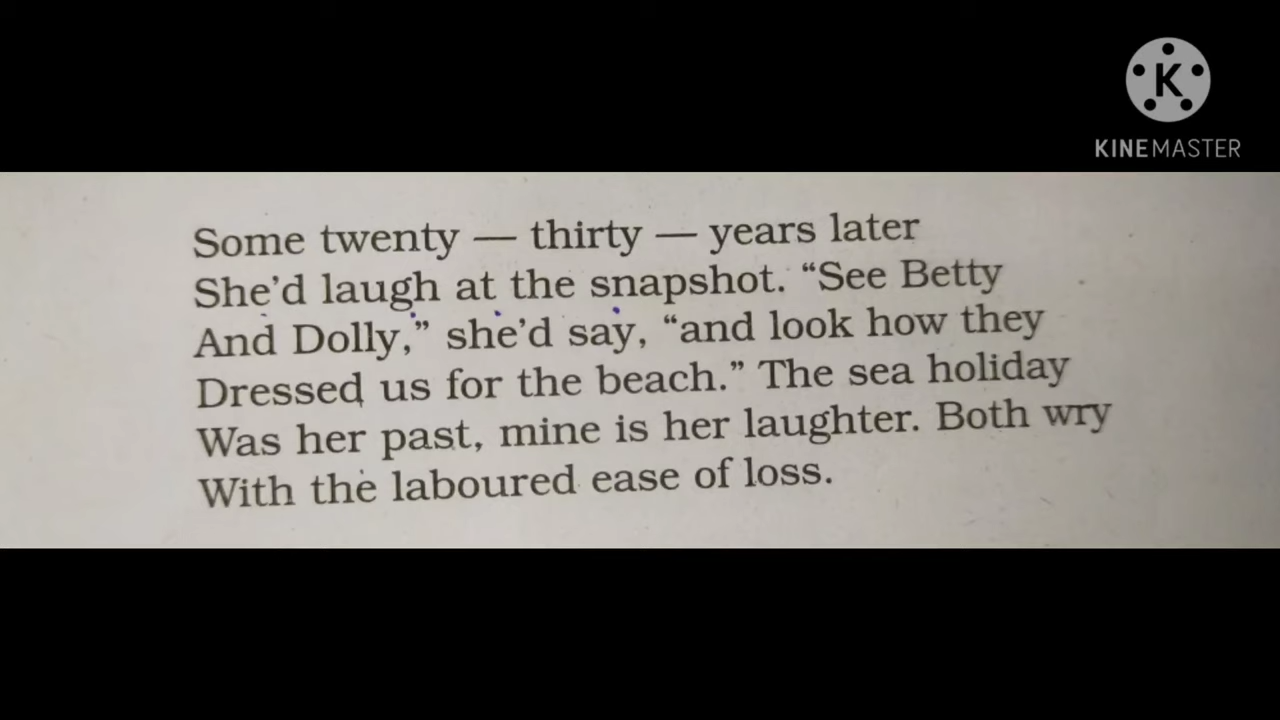 K
KINEMASTER
Some twenty — thirty — years later
She’d laugh at the snapshot. “See Betty
And Dolly,” she’d say, “and look how they
Dressed us for the beach.” The sea holiday
Was her past, mine is her laughter. Both wry
With the laboured ease of loss.